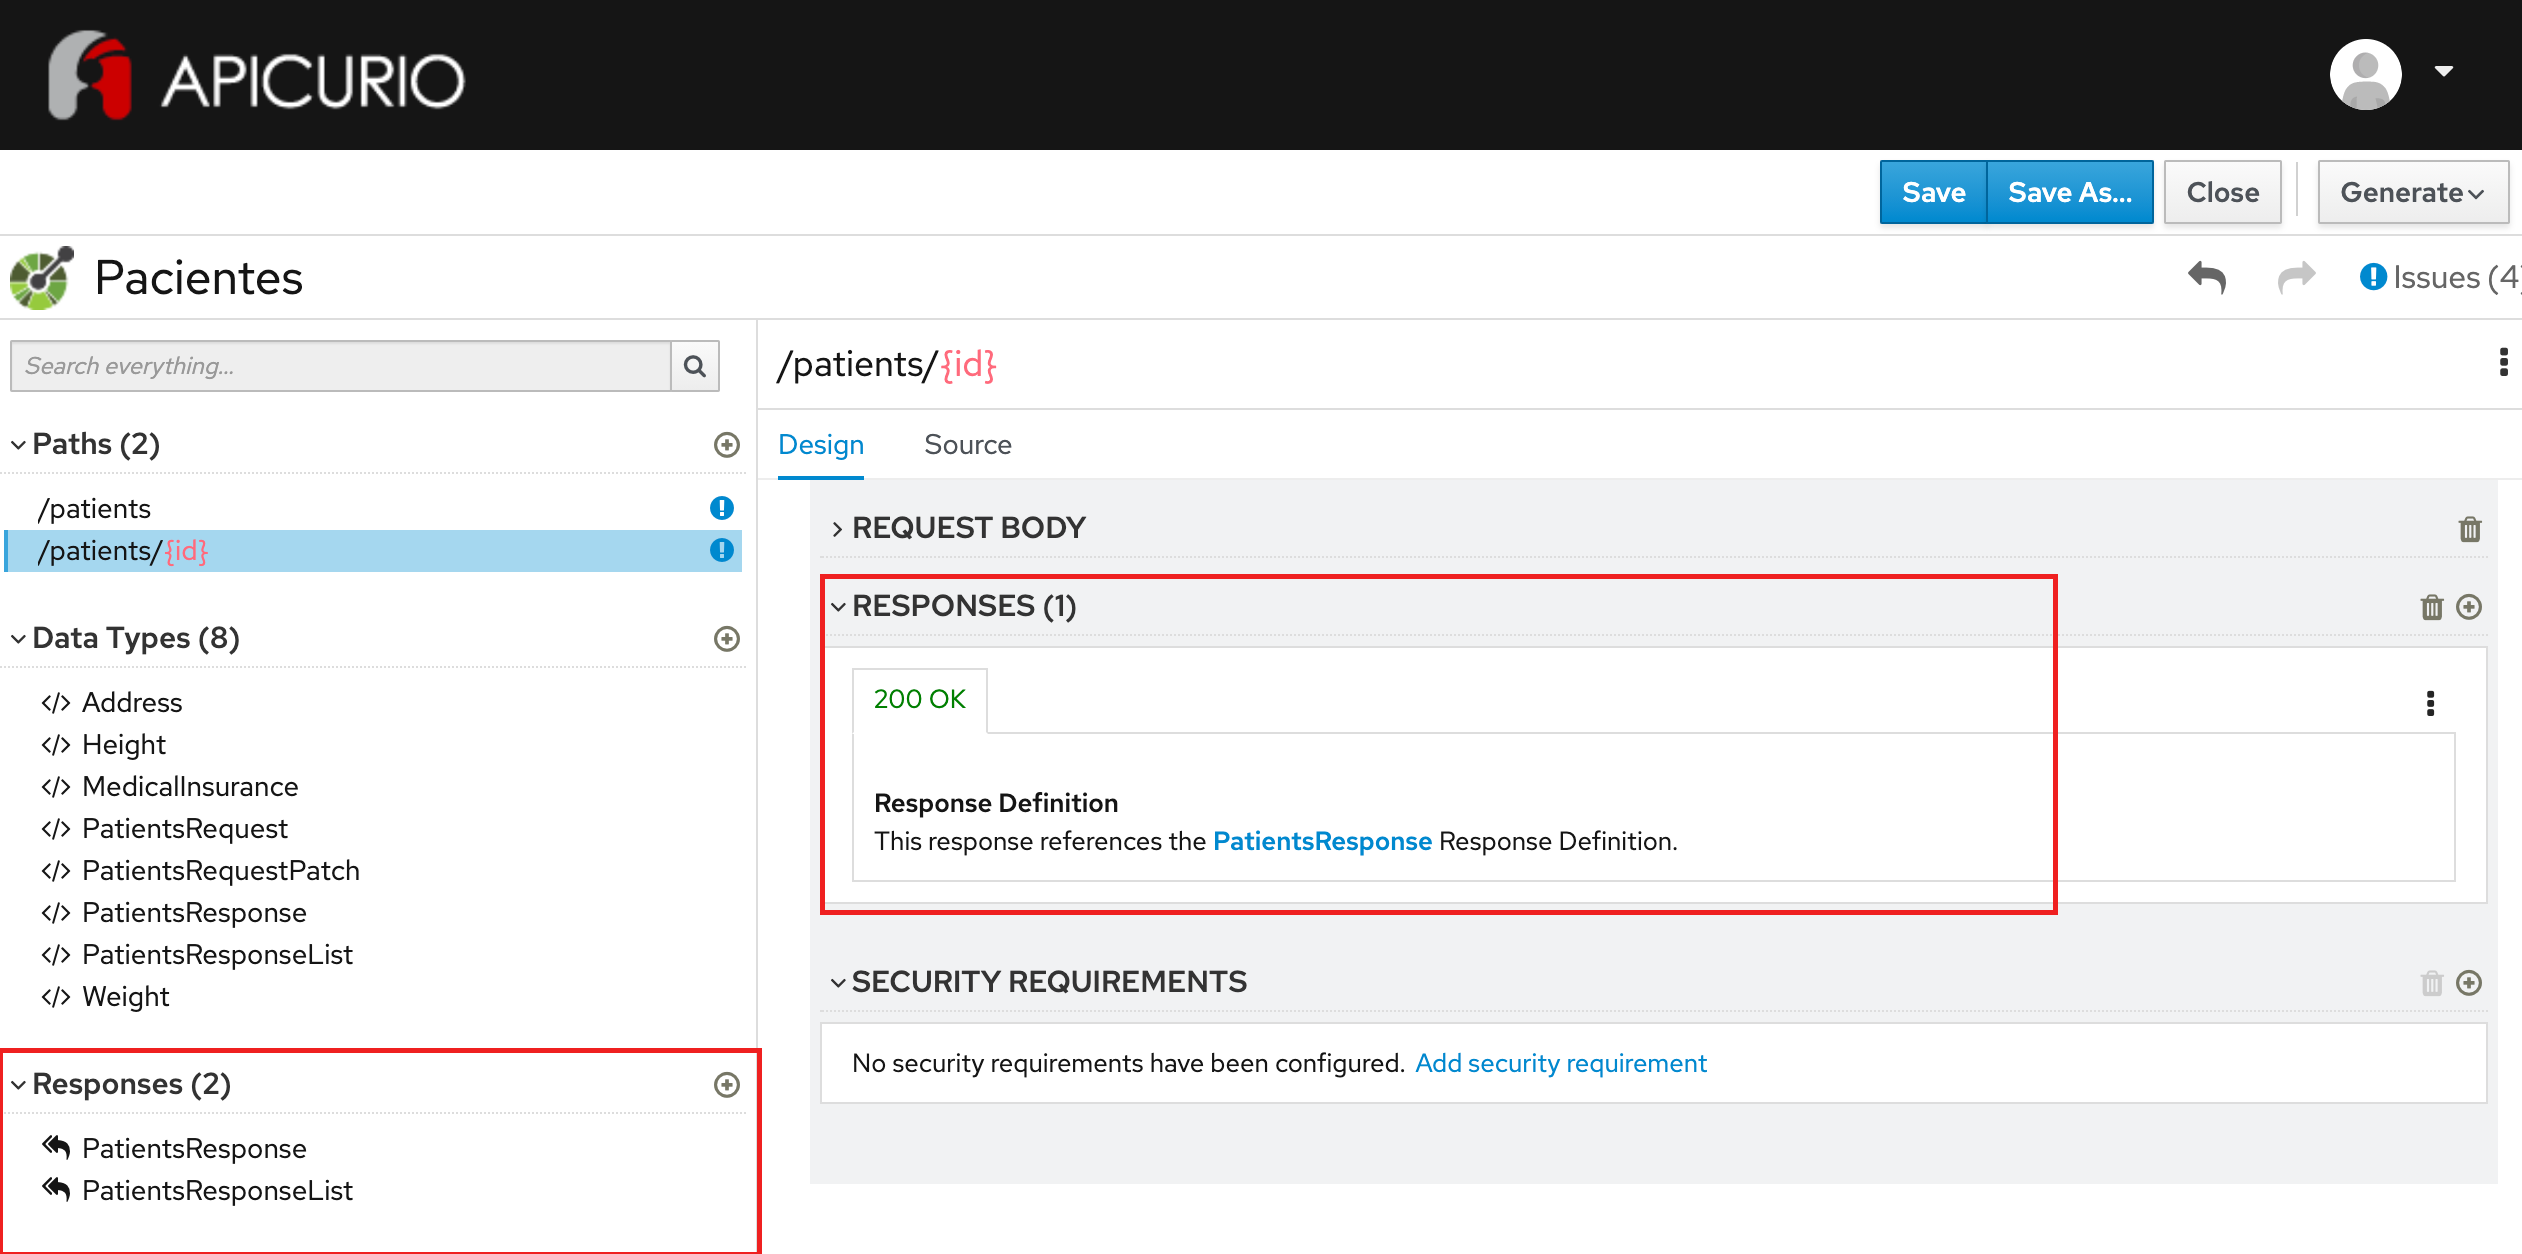 APICURIO
Save Save As... Close Generate
Pacientes
Issues (4)
Search everything...
Paths (2)
/patients
/patients/{id}
Data Types (8)
</> Address
</> Height
</> MedicalInsurance
</> PatientsRequest
</> PatientsRequestPatch
</> PatientsResponse
</> PatientsResponseList
</> Weight
Responses (2)
PatientsResponse
PatientsResponseList
/patients/{id}
Design Source
REQUEST BODY
RESPONSES (1)
200 OK
Response Definition
This response references the PatientsResponse Response Definition.
SECURITY REQUIREMENTS
No security requirements have been configured. Add security requirement